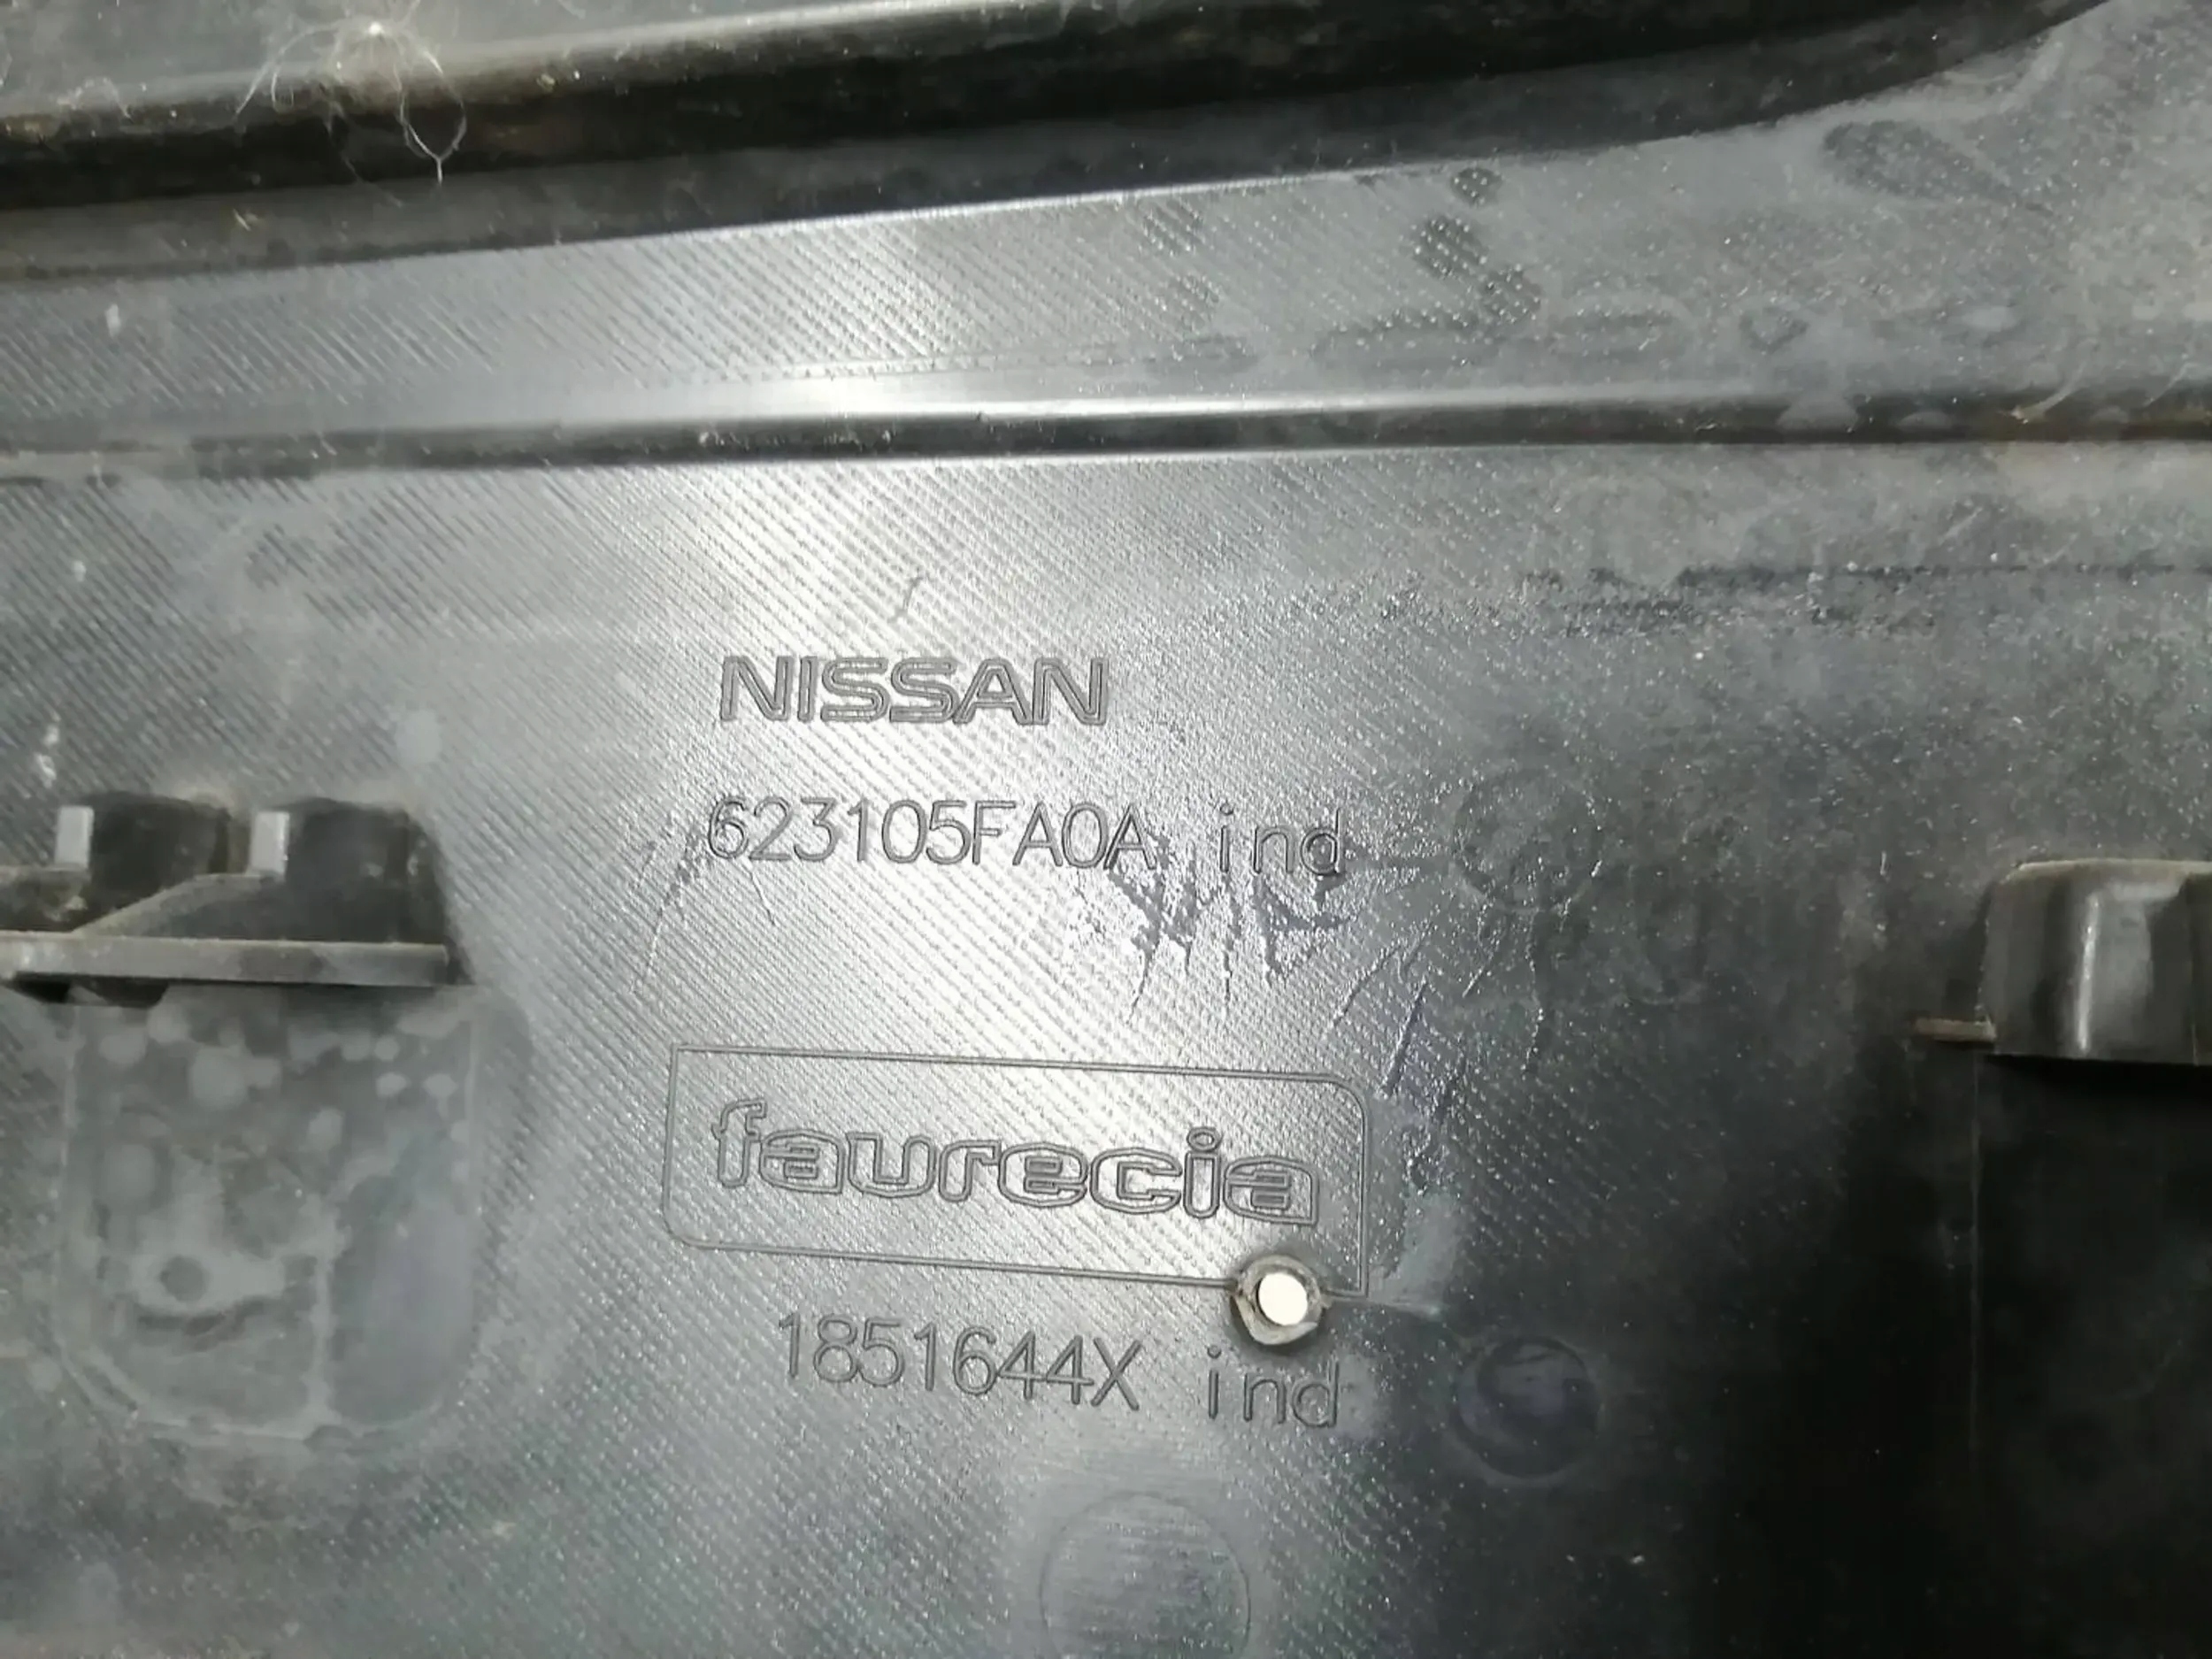 NISSAN
623105FA0A ind
faurecia
1851644X ind